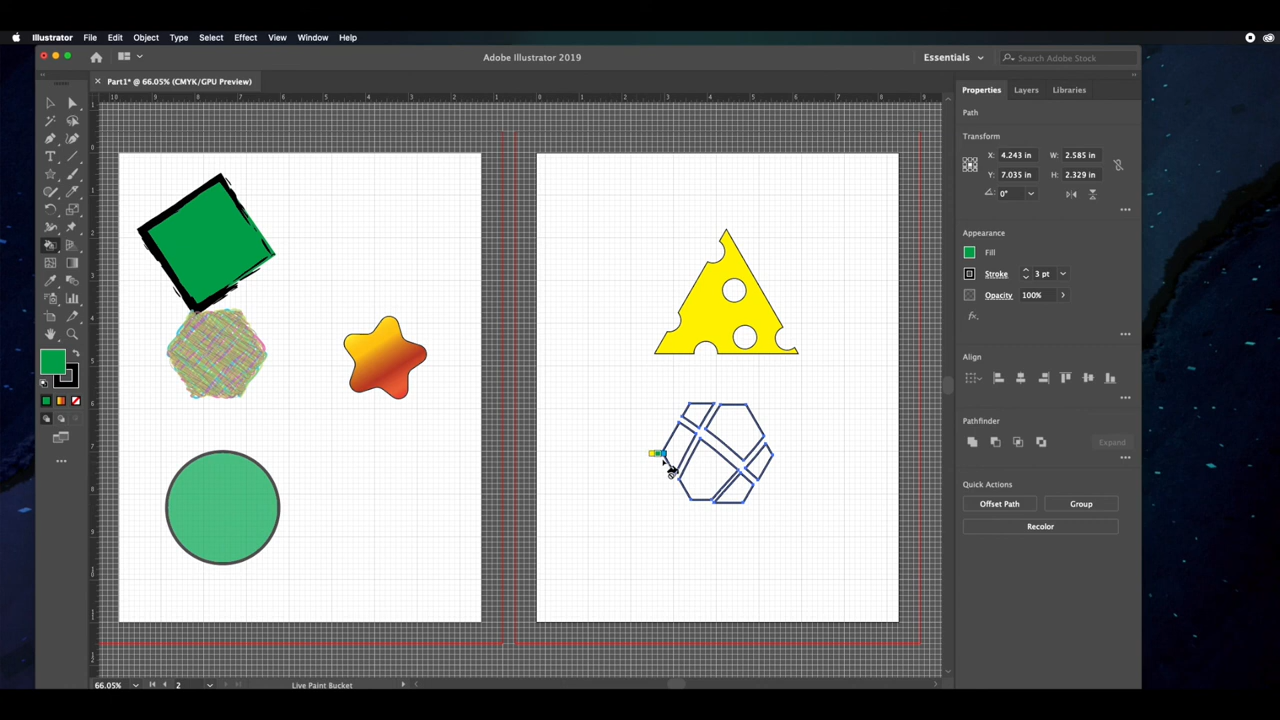 Illustrator File Edit Object Type Select Effect View Window Help
Adobe Illustrator 2019
Essentials
Search Adobe Stock
Part1* @ 66.05% (CMYK/GPU Preview)
Properties Layers Libraries
Path
Transform
X: 4.243 in W: 2.585 in
Y: 7.035 in H: 2.329 in
0°
Appearance
Fill
Stroke 3 pt
Opacity 100%
fx.
Align
Pathfinder
Expand
Quick Actions
Offset Path Group
Recolor
66.05% 2 Live Paint Bucket